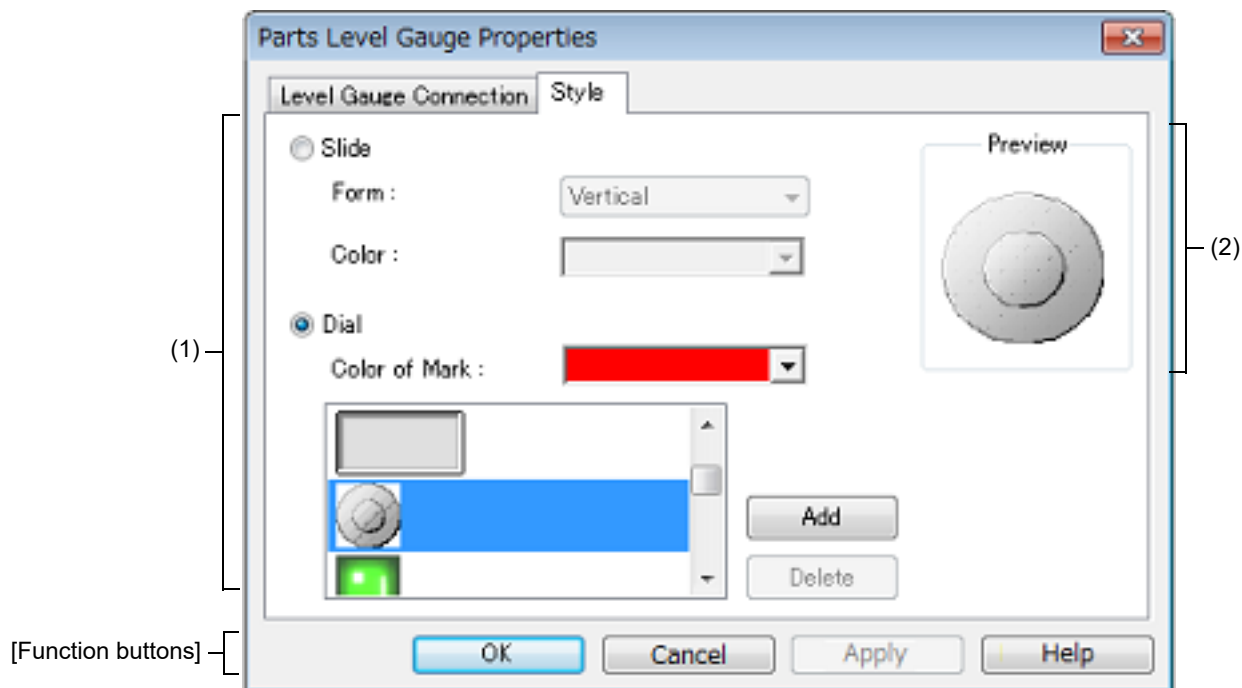 Parts Level Gauge Properties
Level Gauge Connection
Style
Slide
Form :
Vertical
Color :
Dial
Color of Mark :
Add
Delete
Preview
(1)
(2)
[Function buttons]
OK
Cancel
Apply
Help